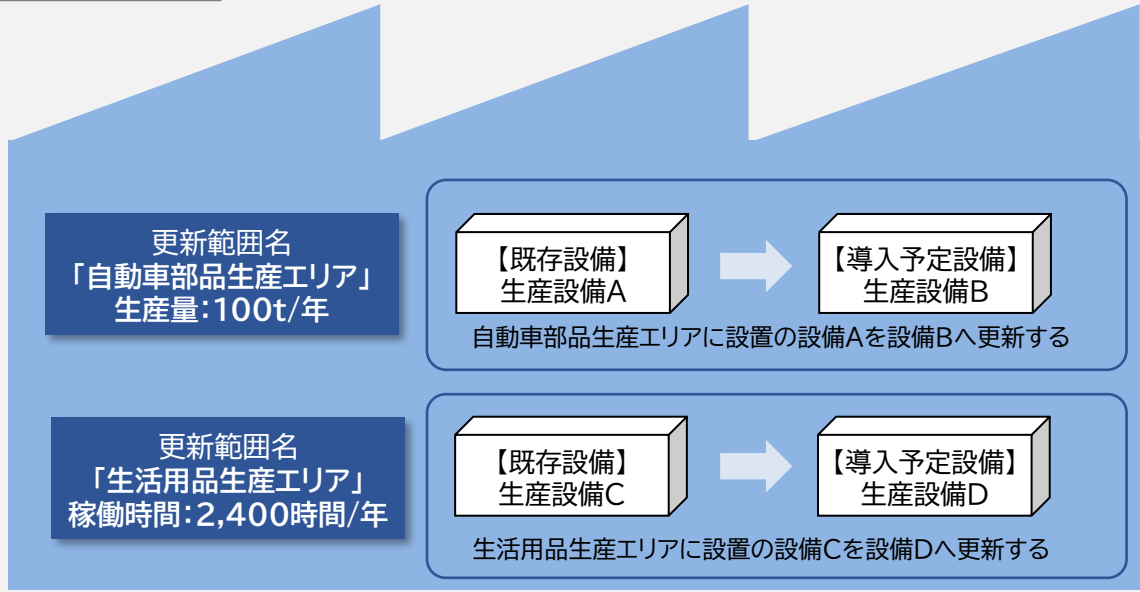 更新範囲名
「自動車部品生産エリア」
生産量：100t/年
【既存設備】
生産設備A
【導入予定設備】
生産設備B
自動車部品生産エリアに設置の設備Aを設備Bへ更新する
更新範囲名
「生活用品生産エリア」
稼働時間：2,400時間/年
【既存設備】
生産設備C
【導入予定設備】
生産設備D
生活用品生産エリアに設置の設備Cを設備Dへ更新する